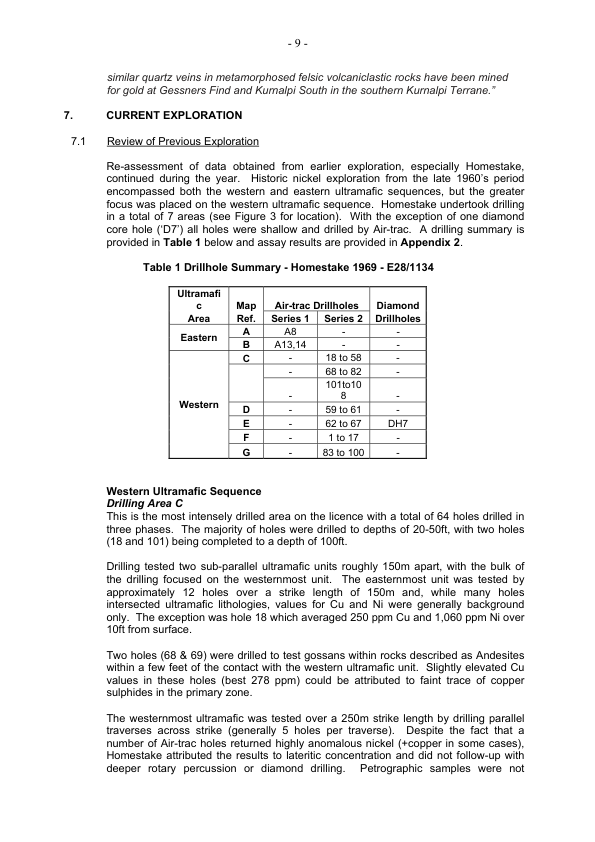 - 9 -
similar quartz veins in metamorphosed felsic volcaniclastic rocks have been mined
for gold at Gessners Find and Kurnalpi South in the southern Kurnalpi Terrane."
7. CURRENT EXPLORATION
7.1 Review of Previous Exploration
Re-assessment of data obtained from earlier exploration, especially Homestake,
continued during the year. Historic nickel exploration from the late 1960's period
encompassed both the western and eastern ultramafic sequences, but the greater
focus was placed on the western ultramafic sequence. Homestake undertook drilling
in a total of 7 areas (see Figure 3 for location). With the exception of one diamond
core hole ('D7') all holes were shallow and drilled by Air-trac. A drilling summary is
provided in Table 1 below and assay results are provided in Appendix 2.
Table 1 Drillhole Summary - Homestake 1969 - E28/1134
Ultramafi
c Map Air-trac Drillholes Diamond
Area Ref. Series 1 Series 2 Drillholes
Eastern A A8 - -
B A13,14 - -
Western C - 18 to 58 -
- 68 to 82 -
101to10
- 8 -
D - 59 to 61 -
E - 62 to 67 DH7
F - 1 to 17 -
G - 83 to 100 -
Western Ultramafic Sequence
Drilling Area C
This is the most intensely drilled area on the licence with a total of 64 holes drilled in
three phases. The majority of holes were drilled to depths of 20-50ft, with two holes
(18 and 101) being completed to a depth of 100ft.
Drilling tested two sub-parallel ultramafic units roughly 150m apart, with the bulk of
the drilling focused on the westernmost unit. The easternmost unit was tested by
approximately 12 holes over a strike length of 150m and, while many holes
intersected ultramafic lithologies, values for Cu and Ni were generally background
only. The exception was hole 18 which averaged 250 ppm Cu and 1,060 ppm Ni over
10ft from surface.
Two holes (68 & 69) were drilled to test gossans within rocks described as Andesites
within a few feet of the contact with the western ultramafic unit. Slightly elevated Cu
values in these holes (best 278 ppm) could be attributed to faint trace of copper
sulphides in the primary zone.
The westernmost ultramafic was tested over a 250m strike length by drilling parallel
traverses across strike (generally 5 holes per traverse). Despite the fact that a
number of Air-trac holes returned highly anomalous nickel (+copper in some cases),
Homestake attributed the results to lateritic concentration and did not follow-up with
deeper rotary percussion or diamond drilling. Petrographic samples were not